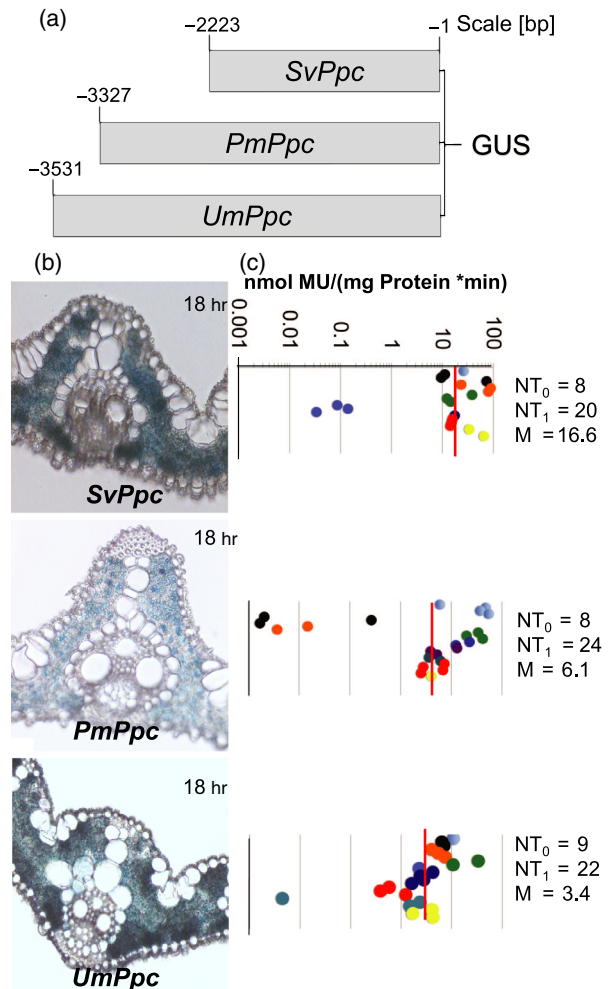 (a)
−2223 −1 Scale [bp]
SvPpc
−3327
PmPpc GUS
−3531
UmPpc
(b) (c)
nmol MU/(mg Protein *min)
0.001 0.01 0.1 1 10 100
18 hr
SvPpc
NT0 = 8
NT1 = 20
M = 16.6
18 hr
PmPpc
NT0 = 8
NT1 = 24
M = 6.1
18 hr
UmPpc
NT0 = 9
NT1 = 22
M = 3.4